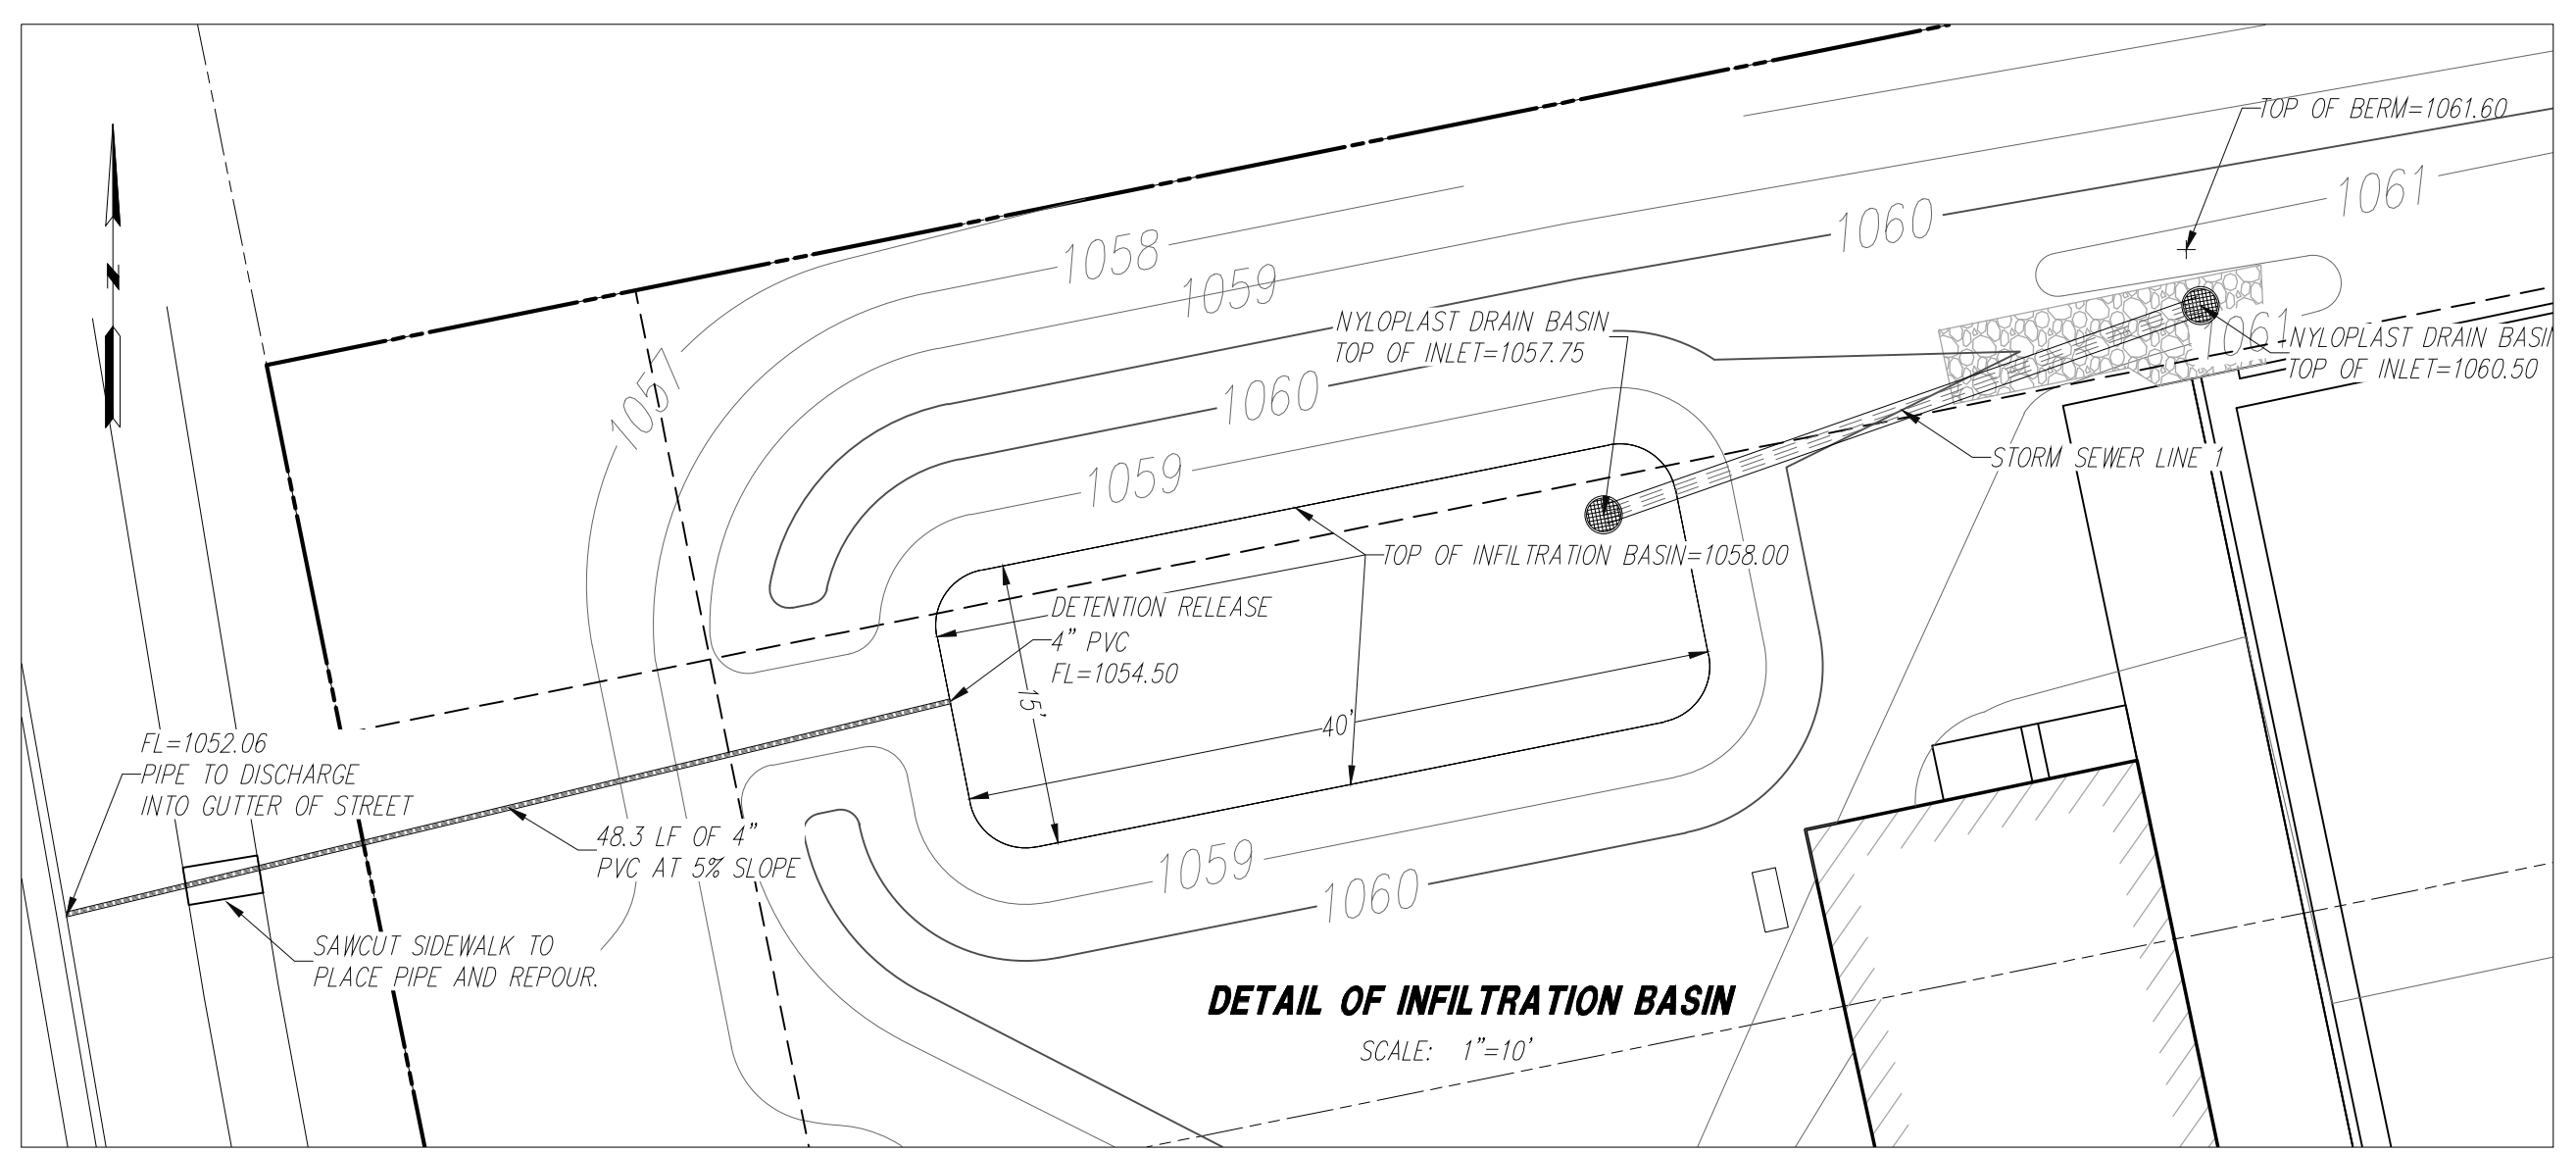 TOP OF BERM=1061.60
1061
1060
1058
1059
N
NYLOPLAST DRAIN BASIN
TOP OF INLET=1057.75
1061
NYLOPLAST DRAIN BASIN
TOP OF INLET=1060.50
1057
1060
STORM SEWER LINE 1
1059
TOP OF INFILTRATION BASIN=1058.00
DETENTION RELEASE
4" PVC
FL=1054.50
15'
40'
FL=1052.06
PIPE TO DISCHARGE
INTO GUTTER OF STREET
48.3 LF OF 4"
PVC AT 5% SLOPE
1059
1060
SAWCUT SIDEWALK TO
PLACE PIPE AND REPOUR.
DETAIL OF INFILTRATION BASIN
SCALE: 1"=10'